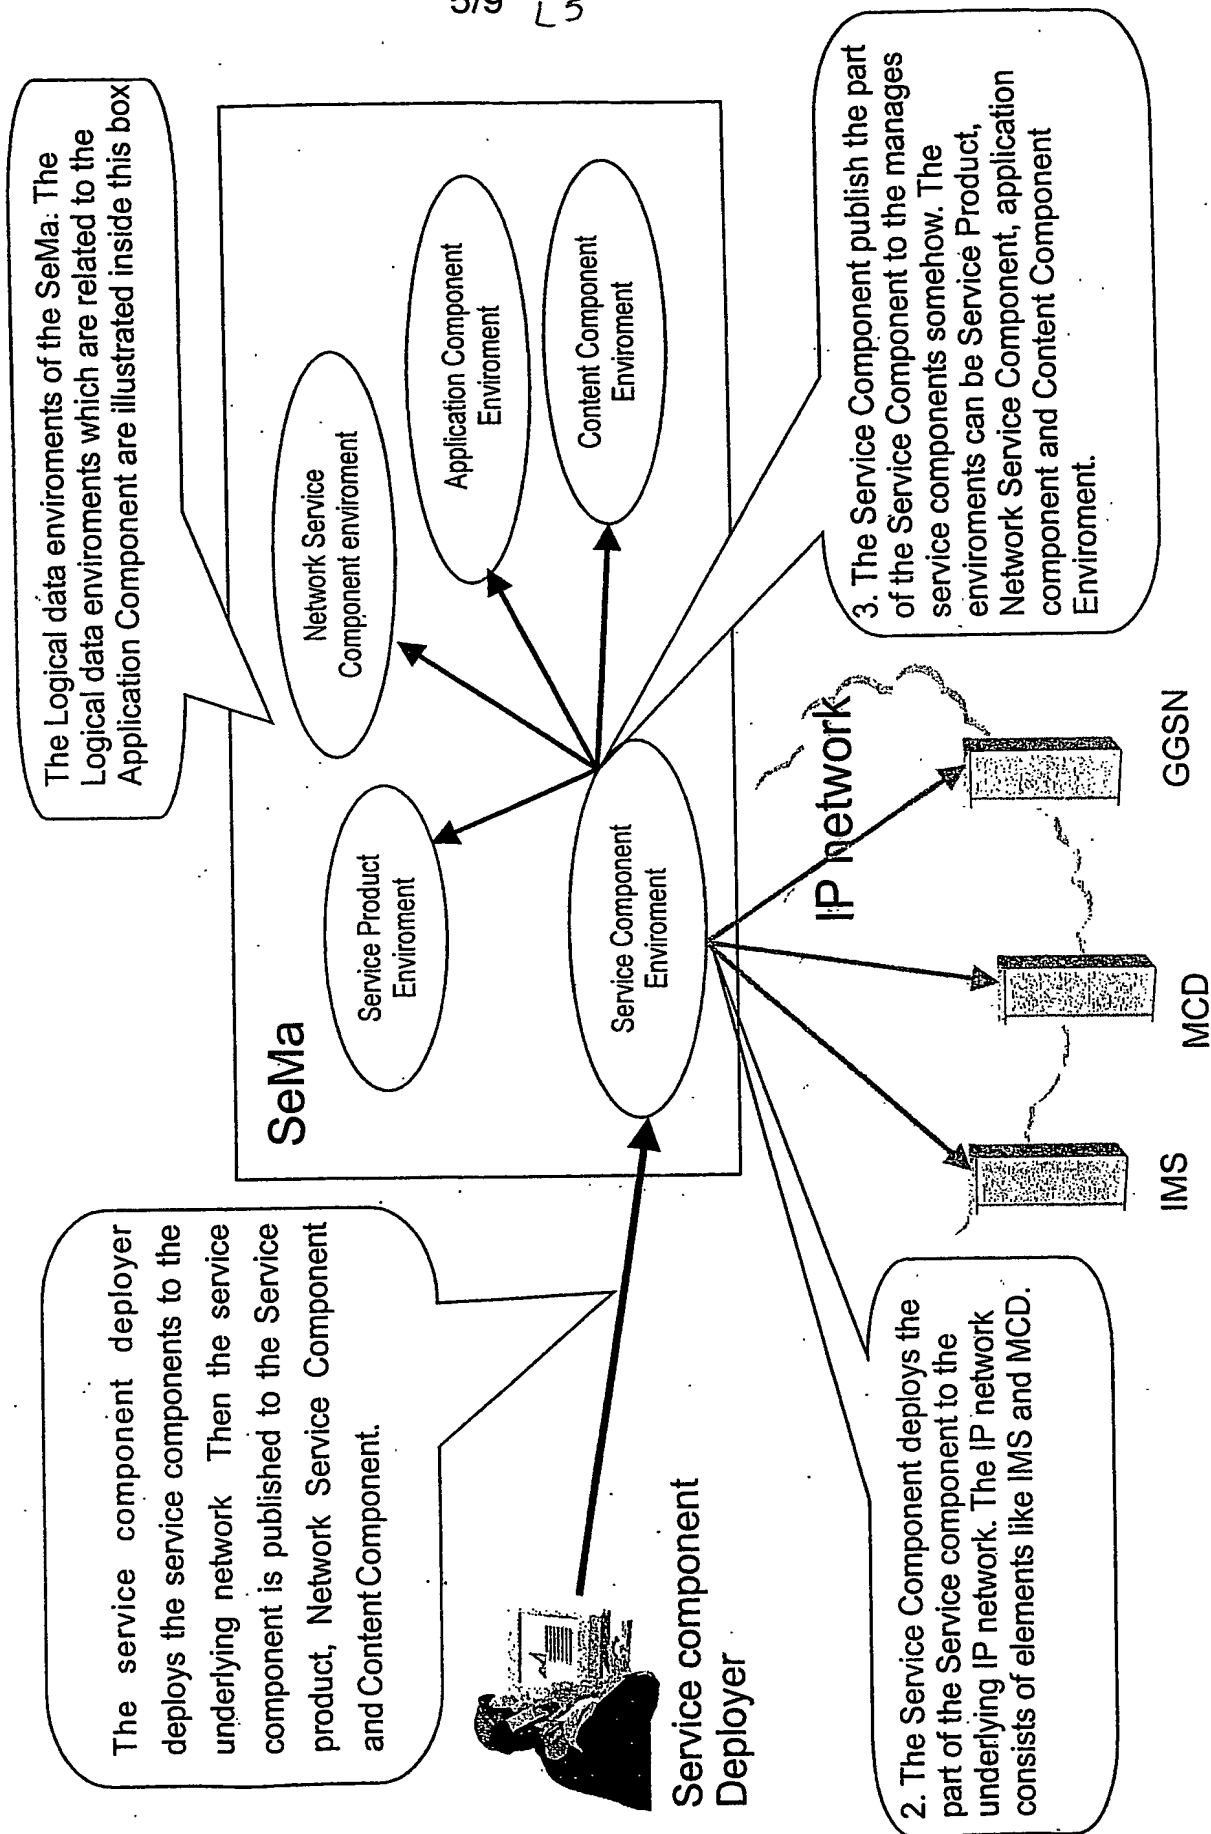 5/9 L5
The Logical data enviroments of the SeMa: The
Logical data enviroments which are related to the
Application Component are illustrated inside this box
The service component deployer
deploys the service components to the
underlying network Then the service
component is published to the Service
product, Network Service Component
and Content Component.
SeMa
Service Product
Enviroment
Network Service
Component enviroment
Application Component
Enviroment
Content Component
Enviroment
Service Component
Enviroment
Service component
Deployer
IP network
IMS
MCD
GGSN
2. The Service Component deploys the
part of the Service component to the
underlying IP network. The IP network
consists of elements like IMS and MCD.
3. The Service Component publish the part
of the Service Component to the manages
service components somehow. The
enviroments can be Service Product,
Network Service Component, application
component and Content Component
Enviroment.